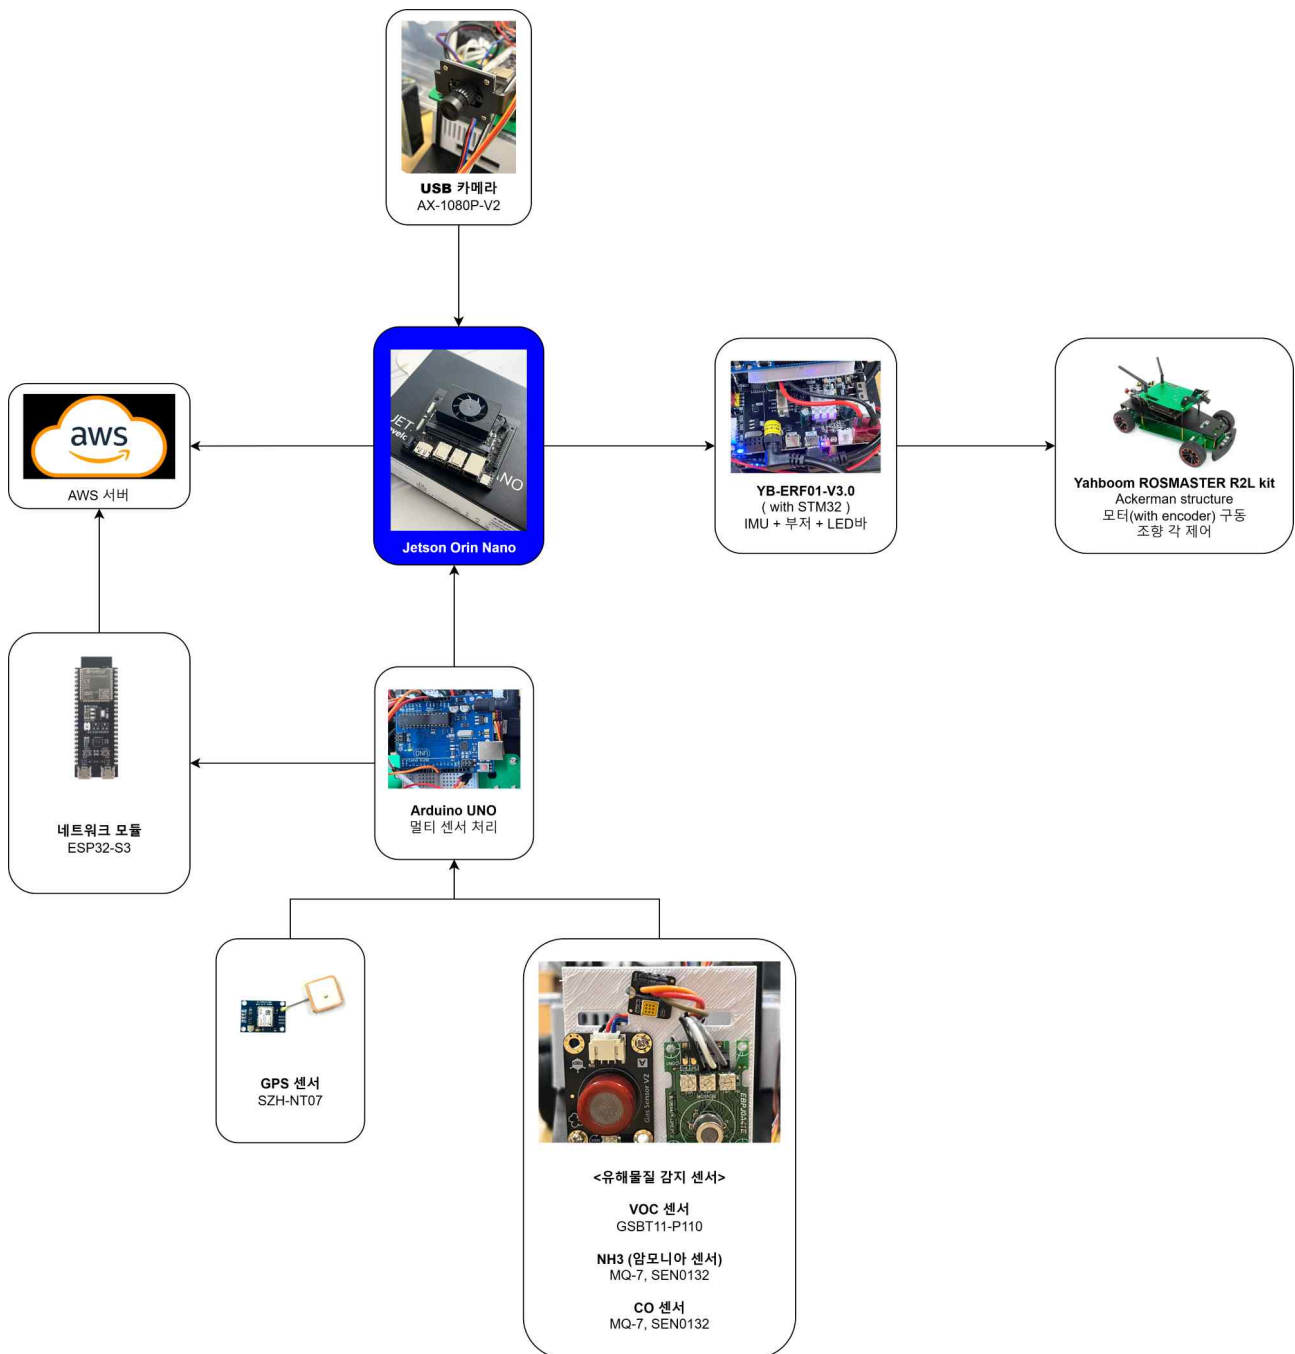 USB 카메라
AX-1080P-V2
aws
AWS 서버
Jetson Orin Nano
YB-ERF01-V3.0
( with STM32 )
IMU + 부저 + LED바
Yahboom ROSMASTER R2L kit
Ackerman structure
모터(with encoder) 구동
조향 각 제어
네트워크 모듈
ESP32-S3
UNO
Arduino UNO
멀티 센서 처리
GPS 센서
SZH-NT07
Gas Sensor V2
<유해물질 감지 센서>
VOC 센서
GSBT11-P110
NH3 (암모니아 센서)
MQ-7, SEN0132
CO 센서
MQ-7, SEN0132